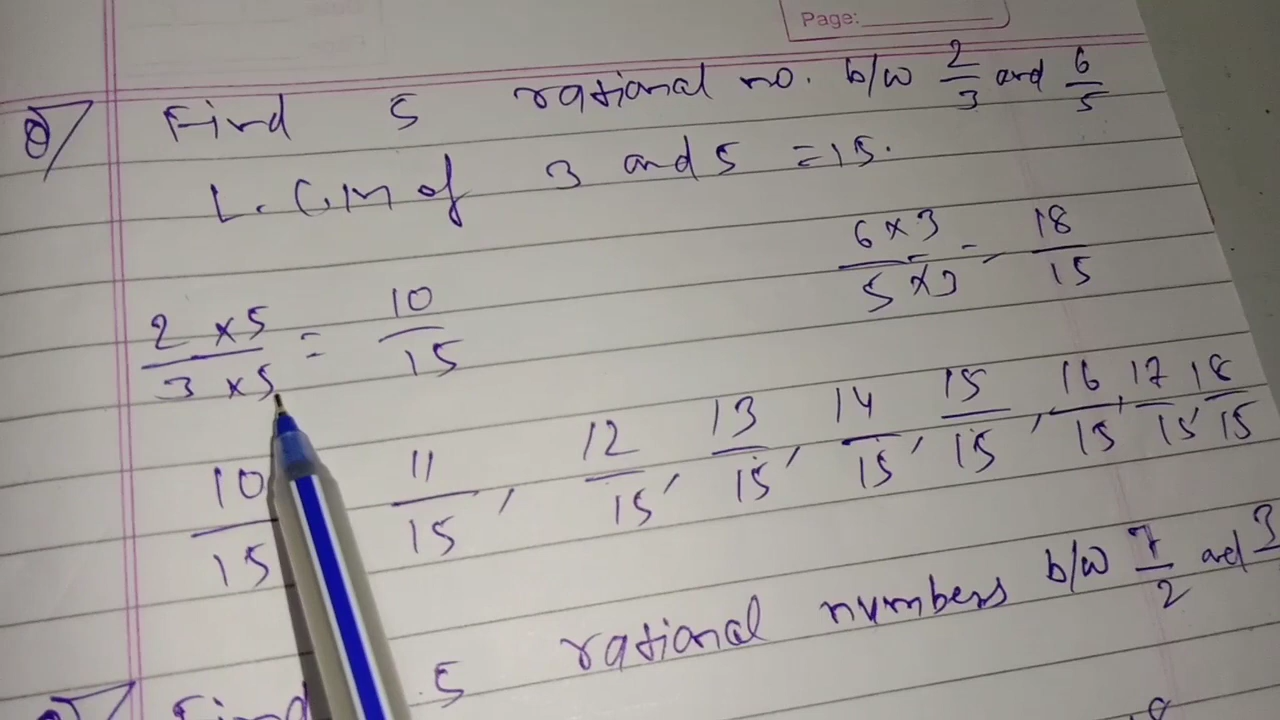 Page:
Q/ Find 5 rational no. b/w 2/3 and 6/5
L.C.M of 3 and 5 = 15.
6 x 3 / 5 x 3 = 18/15
2 x 5 / 3 x 5 = 10/15
10/15 11/15, 12/15, 13/15, 14/15, 15/15, 16/15, 17/15, 18/15
Find 5 rational numbers b/w 7/2 and 3